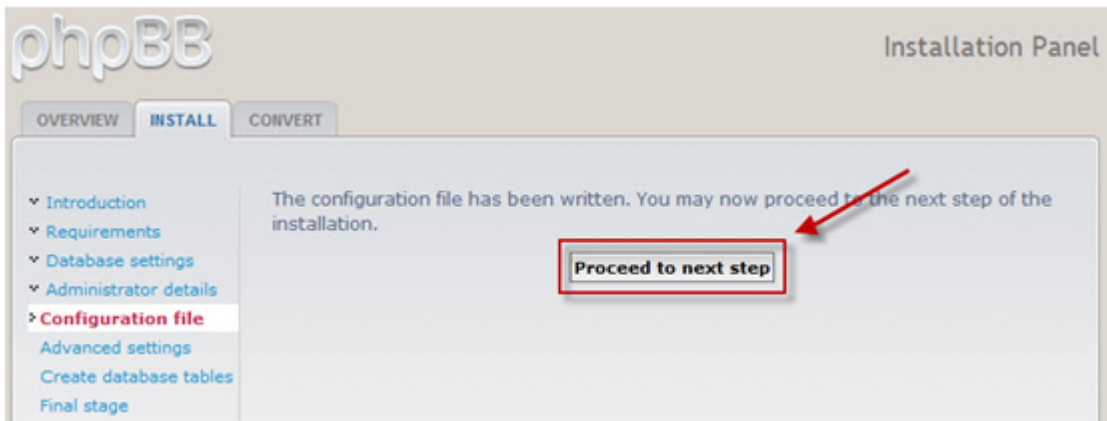 phpBB
Installation Panel
OVERVIEW
INSTALL
CONVERT
Introduction
Requirements
Database settings
Administrator details
Configuration file
Advanced settings
Create database tables
Final stage
The configuration file has been written. You may now proceed to the next step of the
installation.
Proceed to next step